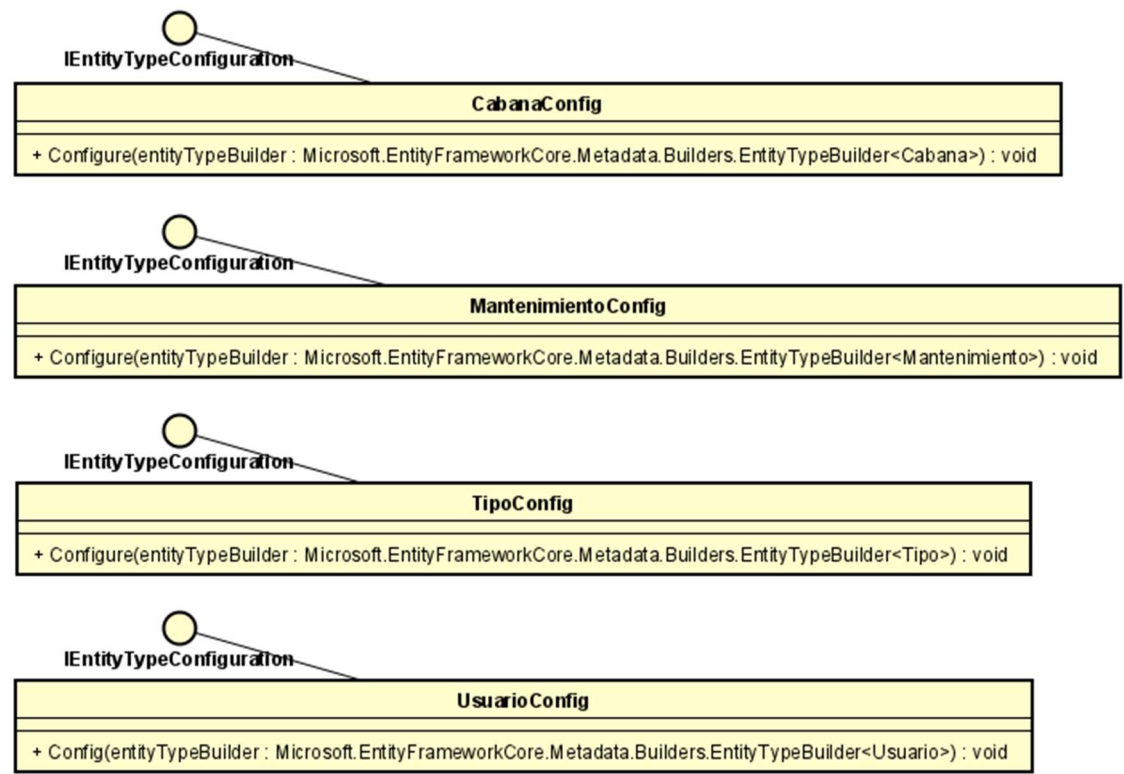 IEntityTypeConfiguration
CabanaConfig
+ Configure(entityTypeBuilder : Microsoft.EntityFrameworkCore.Metadata.Builders.EntityTypeBuilder<Cabana>) : void
IEntityTypeConfiguration
MantenimientoConfig
+ Configure(entityTypeBuilder : Microsoft.EntityFrameworkCore.Metadata.Builders.EntityTypeBuilder<Mantenimiento>) : void
IEntityTypeConfiguration
TipoConfig
+ Configure(entityTypeBuilder : Microsoft.EntityFrameworkCore.Metadata.Builders.EntityTypeBuilder<Tipo>) : void
IEntityTypeConfiguration
UsuarioConfig
+ Config(entityTypeBuilder : Microsoft.EntityFrameworkCore.Metadata.Builders.EntityTypeBuilder<Usuario>) : void